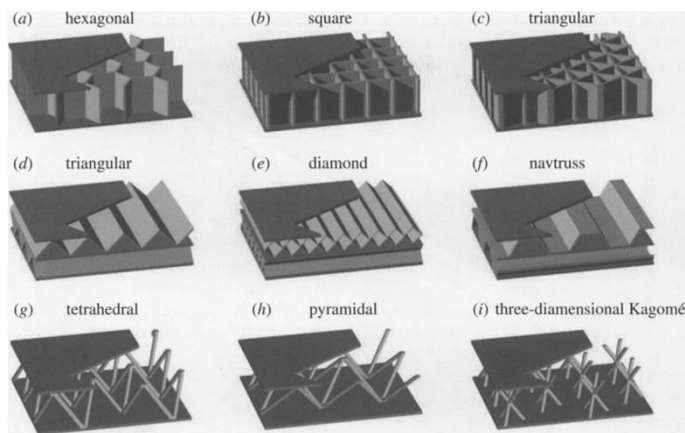 (a) hexagonal
(b) square
(c) triangular
(d) triangular
(e) diamond
(f) navtruss
(g) tetrahedral
(h) pyramidal
(i) three-diamensional Kagomé